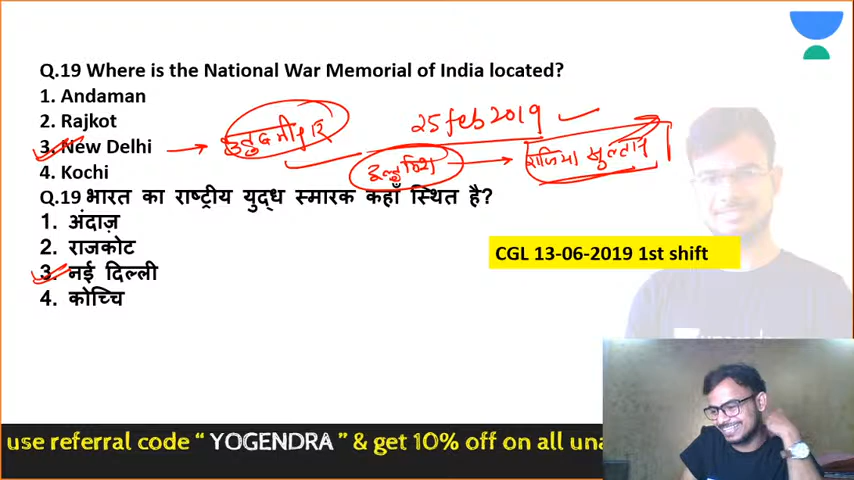 Q.19 Where is the National War Memorial of India located?
1. Andaman
2. Rajkot
3. New Delhi
4. Kochi
25 Feb 2019
Q.19 भारत का राष्ट्रीय युद्ध स्मारक कहाँ स्थित है?
1. अंदाज़
2. राजकोट
3. नई दिल्ली
4. कोच्चि
CGL 13-06-2019 1st shift
use referral code “ YOGENDRA ” & get 10% off on all una